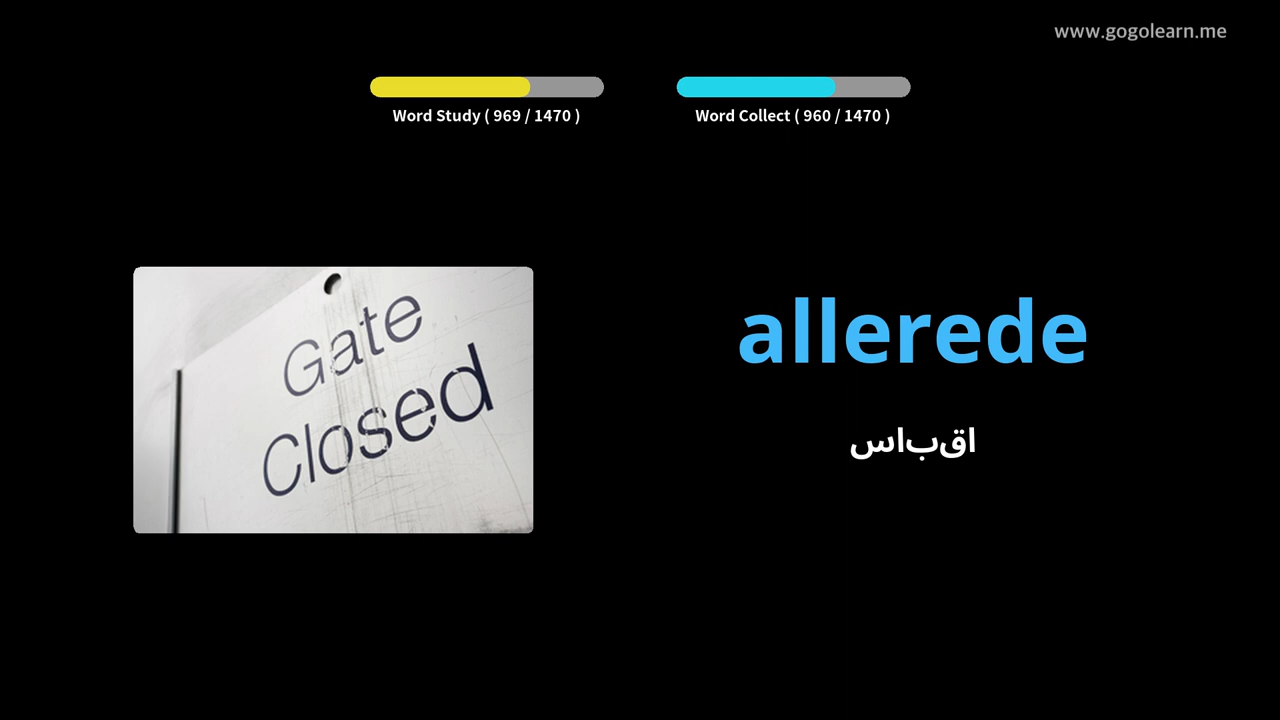 www.gogolearn.me
Word Study ( 969 / 1470 )
Word Collect ( 960 / 1470 )
Gate
Closed
allerede
اقباس